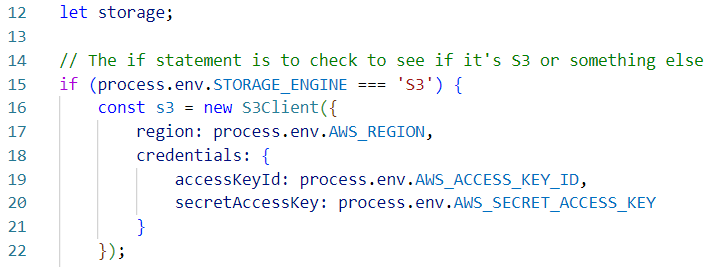 12 let storage;
13
14 // The if statement is to check to see if it's S3 or something else
15 if (process.env.STORAGE_ENGINE === 'S3') {
16     const s3 = new S3Client({
17         region: process.env.AWS_REGION,
18         credentials: {
19             accessKeyId: process.env.AWS_ACCESS_KEY_ID,
20             secretAccessKey: process.env.AWS_SECRET_ACCESS_KEY
21         }
22     });